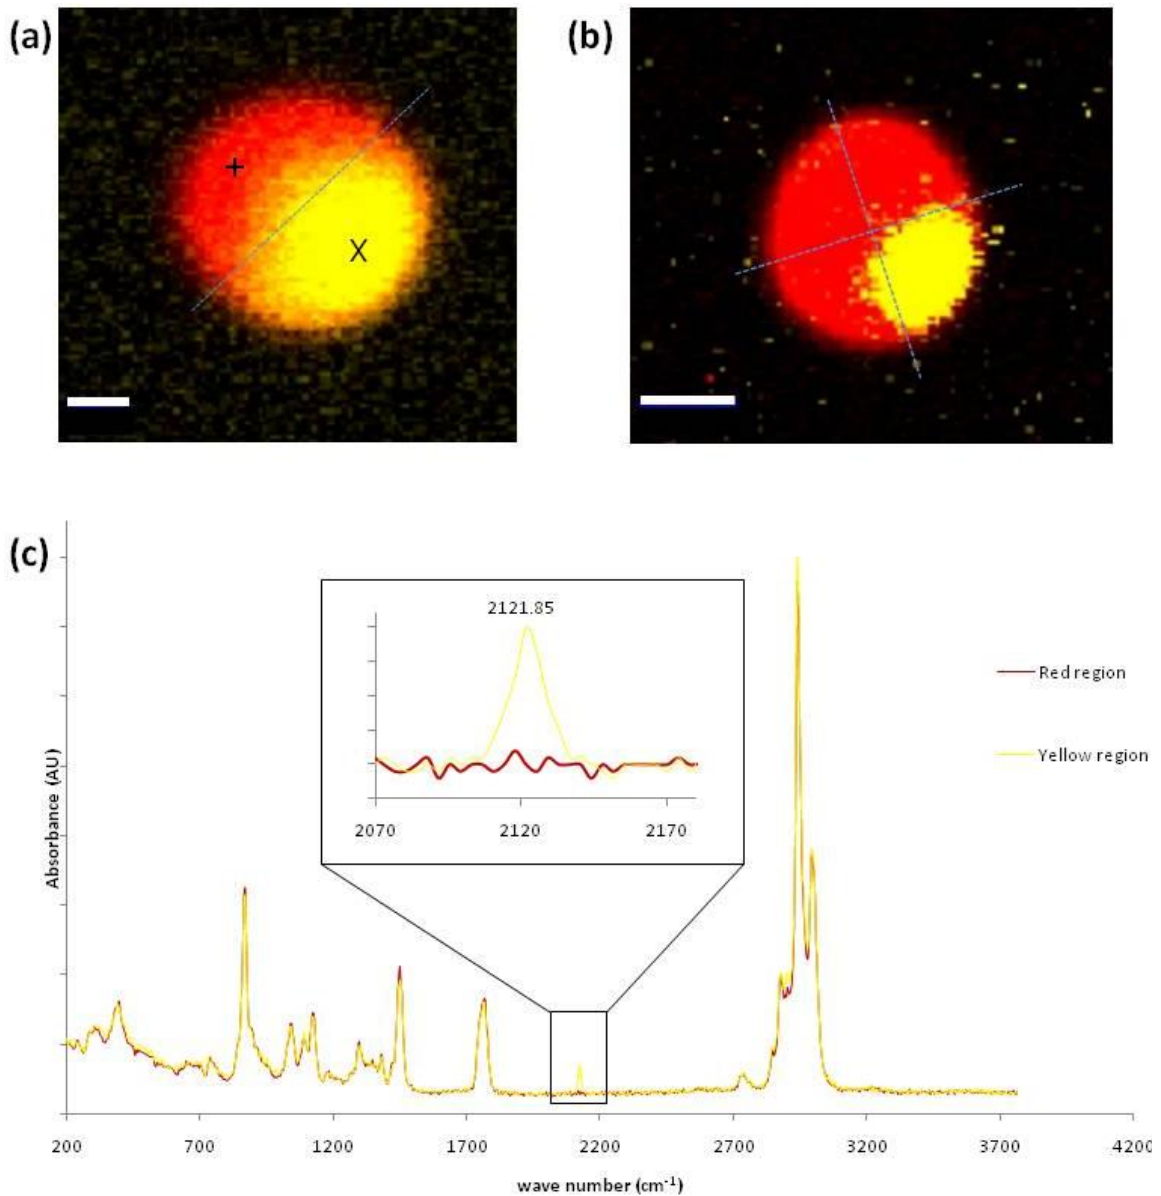 (a)
(b)
+
X
(c)
2121.85
2070 2120 2170
Red region
Yellow region
Absorbance (AU)
200 700 1200 1700 2200 2700 3200 3700 4200
wave number (cm⁻¹)